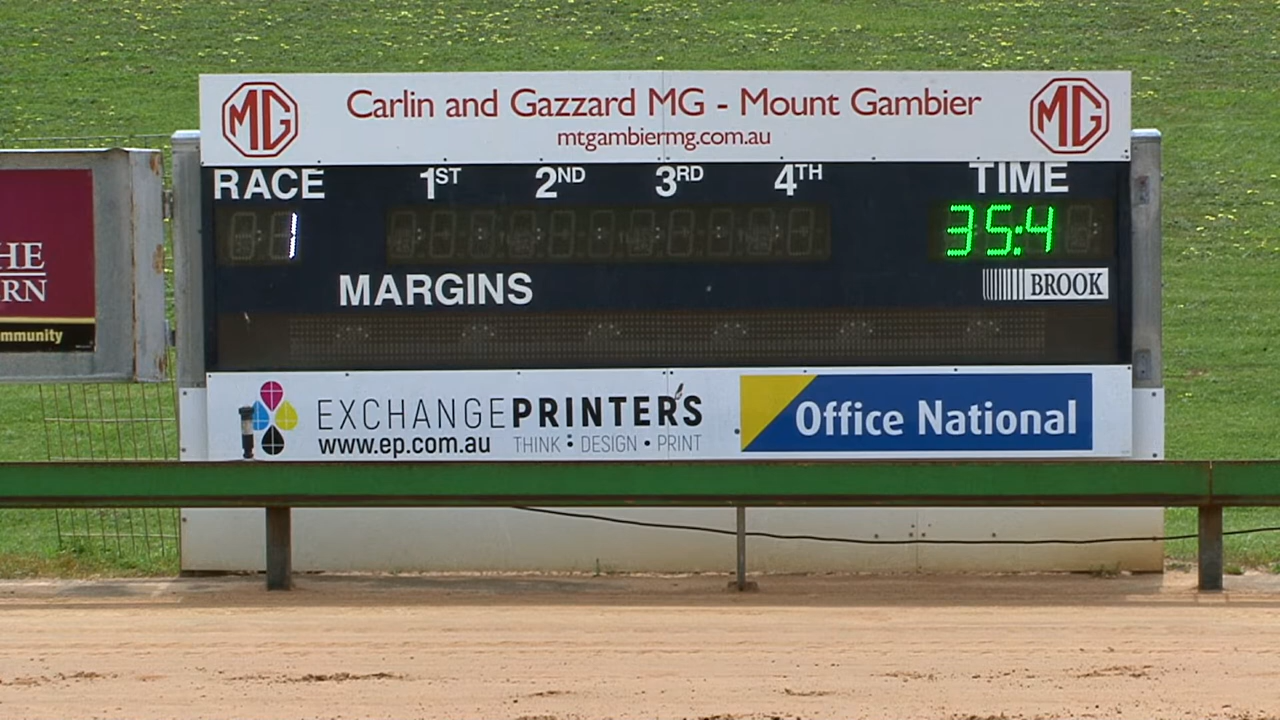 MG Carlin and Gazzard MG - Mount Gambier MG
mtgambiermg.com.au
RACE 1ST 2ND 3RD 4TH TIME
1 35:4
MARGINS BROOK
HE
RN
mmunity
EXCHANGEPRINTERS
www.ep.com.au THINK • DESIGN • PRINT
Office National